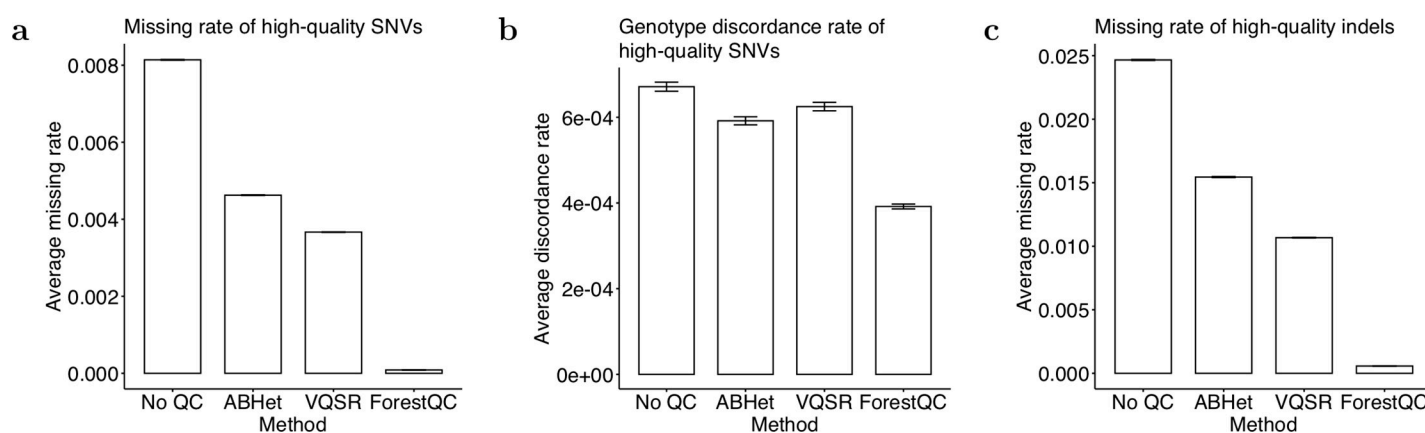 a
Missing rate of high-quality SNVs
Average missing rate
0.008
0.006
0.004
0.002
0.000
No QC ABHet VQSR ForestQC
Method
b
Genotype discordance rate of
high-quality SNVs
Average discordance rate
6e-04
4e-04
2e-04
0e+00
No QC ABHet VQSR ForestQC
Method
c
Missing rate of high-quality indels
Average missing rate
0.025
0.020
0.015
0.010
0.005
0.000
No QC ABHet VQSR ForestQC
Method